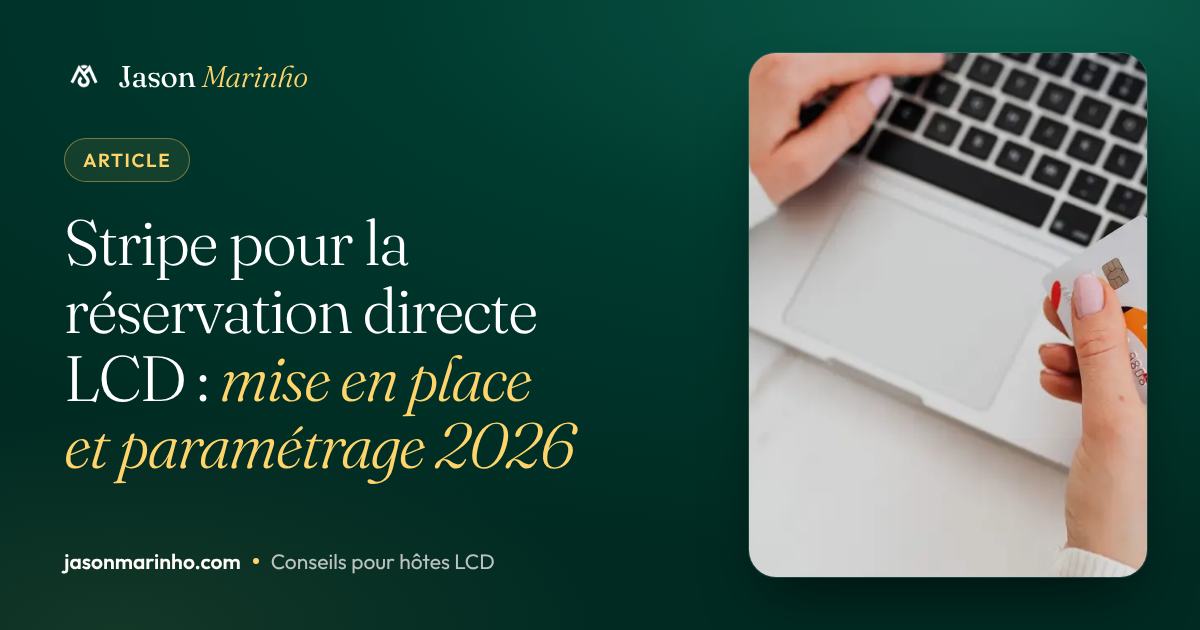 Jason Marinho
ARTICLE
Stripe pour la
réservation directe
LCD : mise en place
et paramétrage 2026
jasonmarinho.com • Conseils pour hôtes LCD